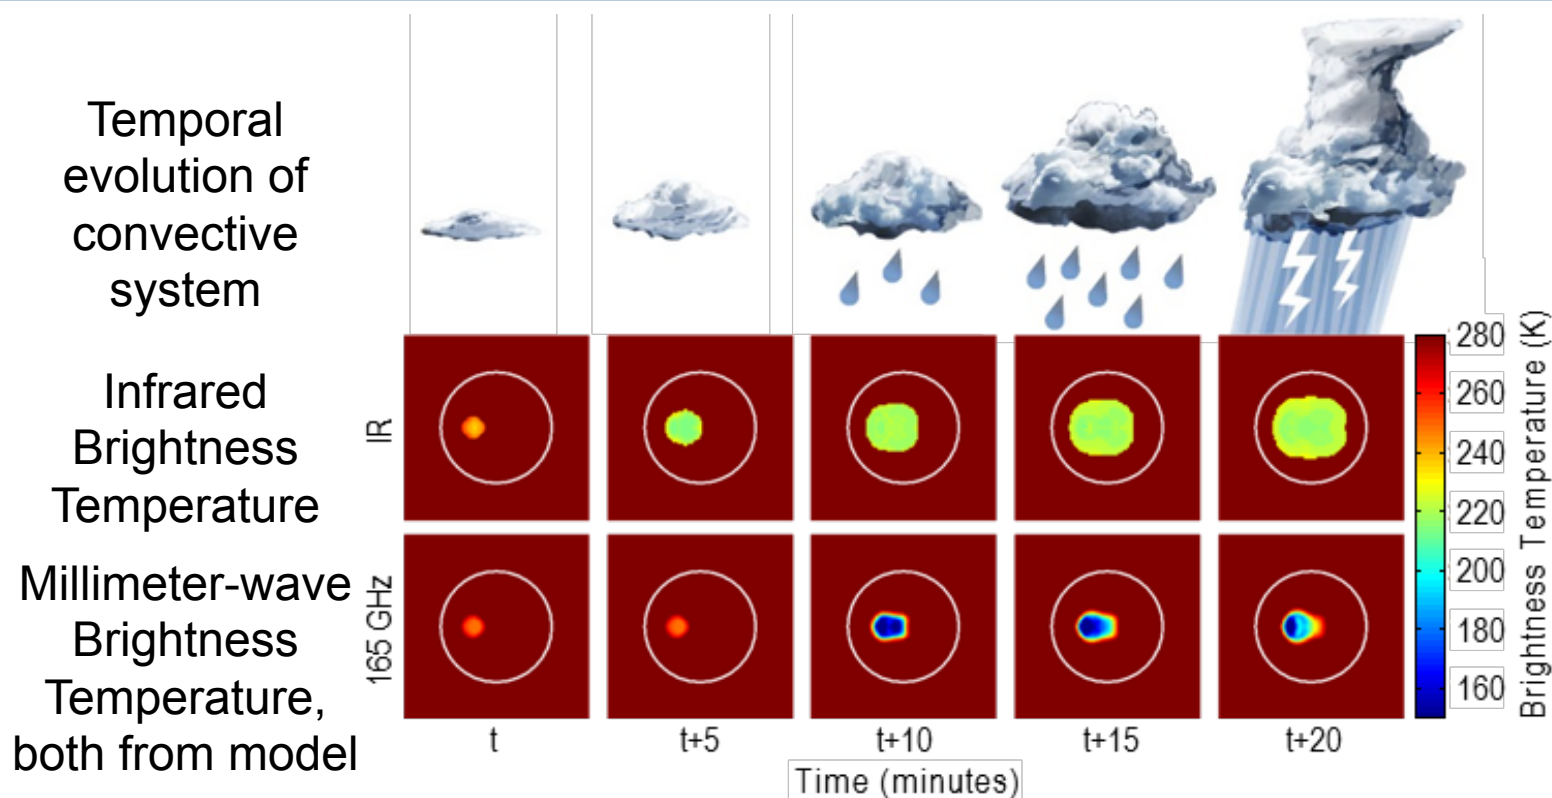 Temporal
evolution of
convective
system
Infrared
Brightness
Temperature
IR
Millimeter-wave
Brightness
Temperature,
both from model
165 GHz
280
260
240
220
200
180
160
Brightness Temperature (K)
t
t+5
t+10
t+15
t+20
Time (minutes)